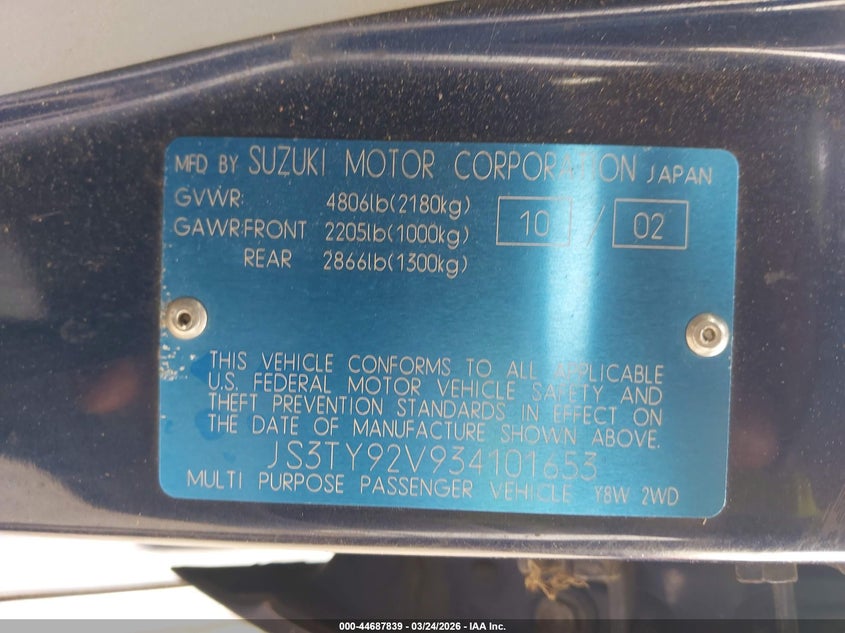 MFD BY SUZUKI MOTOR CORPORATION JAPAN
GVWR: 4806lb(2180kg) 10 / 02
GAWR:FRONT 2205lb(1000kg)
REAR 2866lb(1300kg)
THIS VEHICLE CONFORMS TO ALL APPLICABLE
U.S. FEDERAL MOTOR VEHICLE SAFETY AND
THEFT PREVENTION STANDARDS IN EFFECT ON
THE DATE OF MANUFACTURE SHOWN ABOVE.
JS3TY92V934101653
MULTI PURPOSE PASSENGER VEHICLE Y8W 2WD
000-44687839 - 03/24/2026 - IAA Inc.